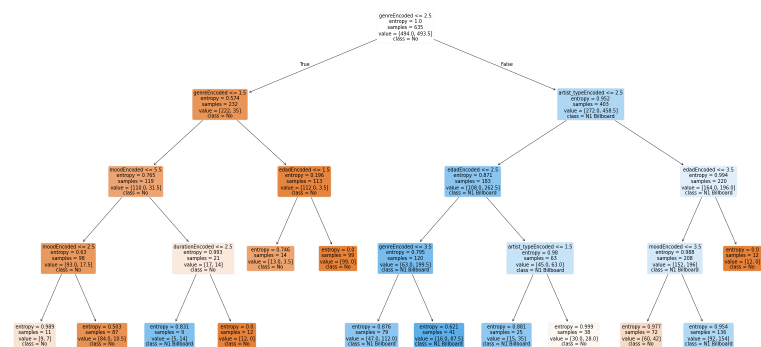 genreEncoded <= 2.5
entropy = 1.0
samples = 635
value = [494.0, 493.5]
class = No
True
False
genreEncoded <= 1.5
entropy = 0.574
samples = 232
value = [222, 35]
class = No
artist_typeEncoded <= 2.5
entropy = 0.952
samples = 403
value = [272.0, 458.5]
class = N1 Billboard
moodEncoded <= 5.5
entropy = 0.765
samples = 119
value = [110.0, 31.5]
class = No
edadEncoded <= 1.5
entropy = 0.196
samples = 113
value = [112.0, 3.5]
class = No
edadEncoded <= 2.5
entropy = 0.871
samples = 183
value = [108.0, 262.5]
class = N1 Billboard
edadEncoded <= 3.5
entropy = 0.994
samples = 220
value = [164.0, 196.0]
class = N1 Billboard
moodEncoded <= 2.5
entropy = 0.63
samples = 98
value = [93.0, 17.5]
class = No
durationEncoded <= 2.5
entropy = 0.993
samples = 21
value = [17, 14]
class = No
entropy = 0.746
samples = 14
value = [13.0, 3.5]
class = No
entropy = 0.0
samples = 99
value = [99, 0]
class = No
genreEncoded <= 3.5
entropy = 0.795
samples = 120
value = [63.0, 199.5]
class = N1 Billboard
artist_typeEncoded <= 1.5
entropy = 0.98
samples = 63
value = [45.0, 63.0]
class = N1 Billboard
moodEncoded <= 3.5
entropy = 0.988
samples = 208
value = [152, 196]
class = N1 Billboard
entropy = 0.0
samples = 12
value = [12, 0]
class = No
entropy = 0.989
samples = 11
value = [9, 7]
class = No
entropy = 0.503
samples = 87
value = [84.0, 10.5]
class = No
entropy = 0.831
samples = 9
value = [5, 14]
class = N1 Billboard
entropy = 0.0
samples = 12
value = [12, 0]
class = No
entropy = 0.876
samples = 79
value = [47.0, 112.0]
class = N1 Billboard
entropy = 0.621
samples = 41
value = [16.0, 87.5]
class = N1 Billboard
entropy = 0.881
samples = 25
value = [15, 35]
class = N1 Billboard
entropy = 0.999
samples = 38
value = [30.0, 28.0]
class = No
entropy = 0.977
samples = 72
value = [60, 42]
class = No
entropy = 0.954
samples = 136
value = [92, 154]
class = N1 Billboard